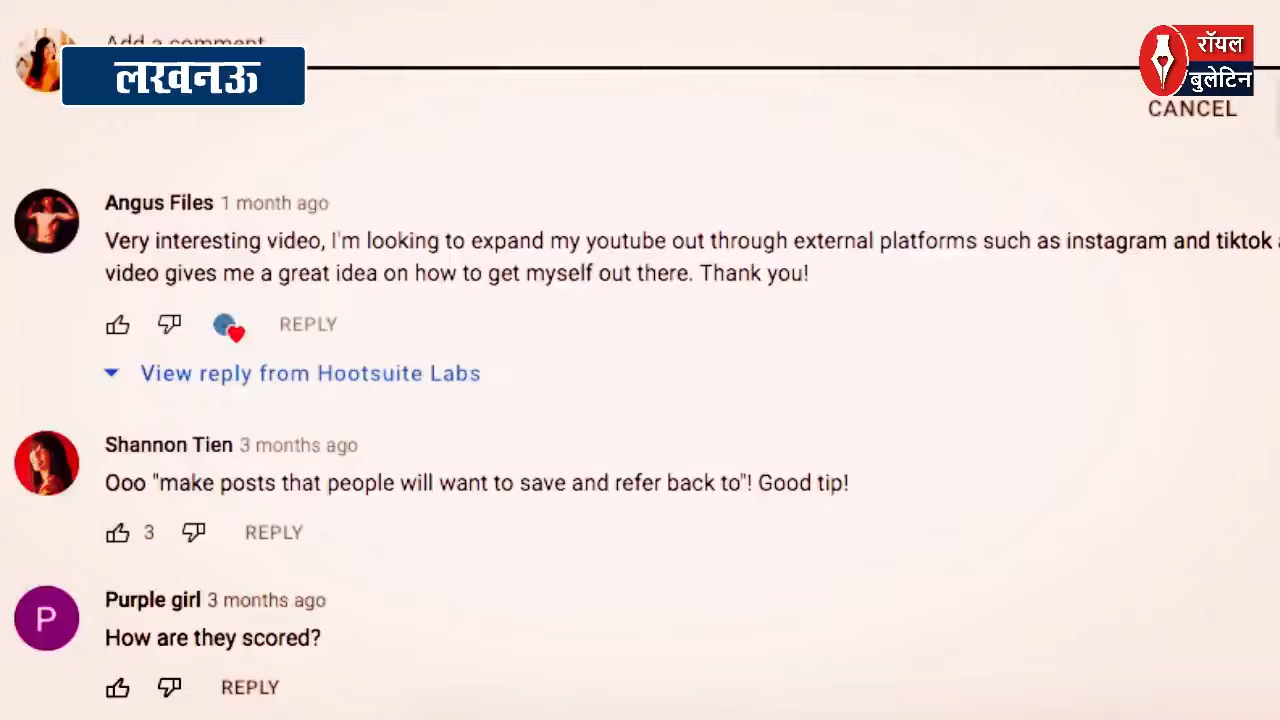 Add a comment
लखनऊ
रॉयल
बुलेटिन
CANCEL
Angus Files 1 month ago
Very interesting video, I'm looking to expand my youtube out through external platforms such as instagram and tiktok
video gives me a great idea on how to get myself out there. Thank you!
REPLY
View reply from Hootsuite Labs
Shannon Tien 3 months ago
Ooo "make posts that people will want to save and refer back to"! Good tip!
3 REPLY
P
Purple girl 3 months ago
How are they scored?
REPLY